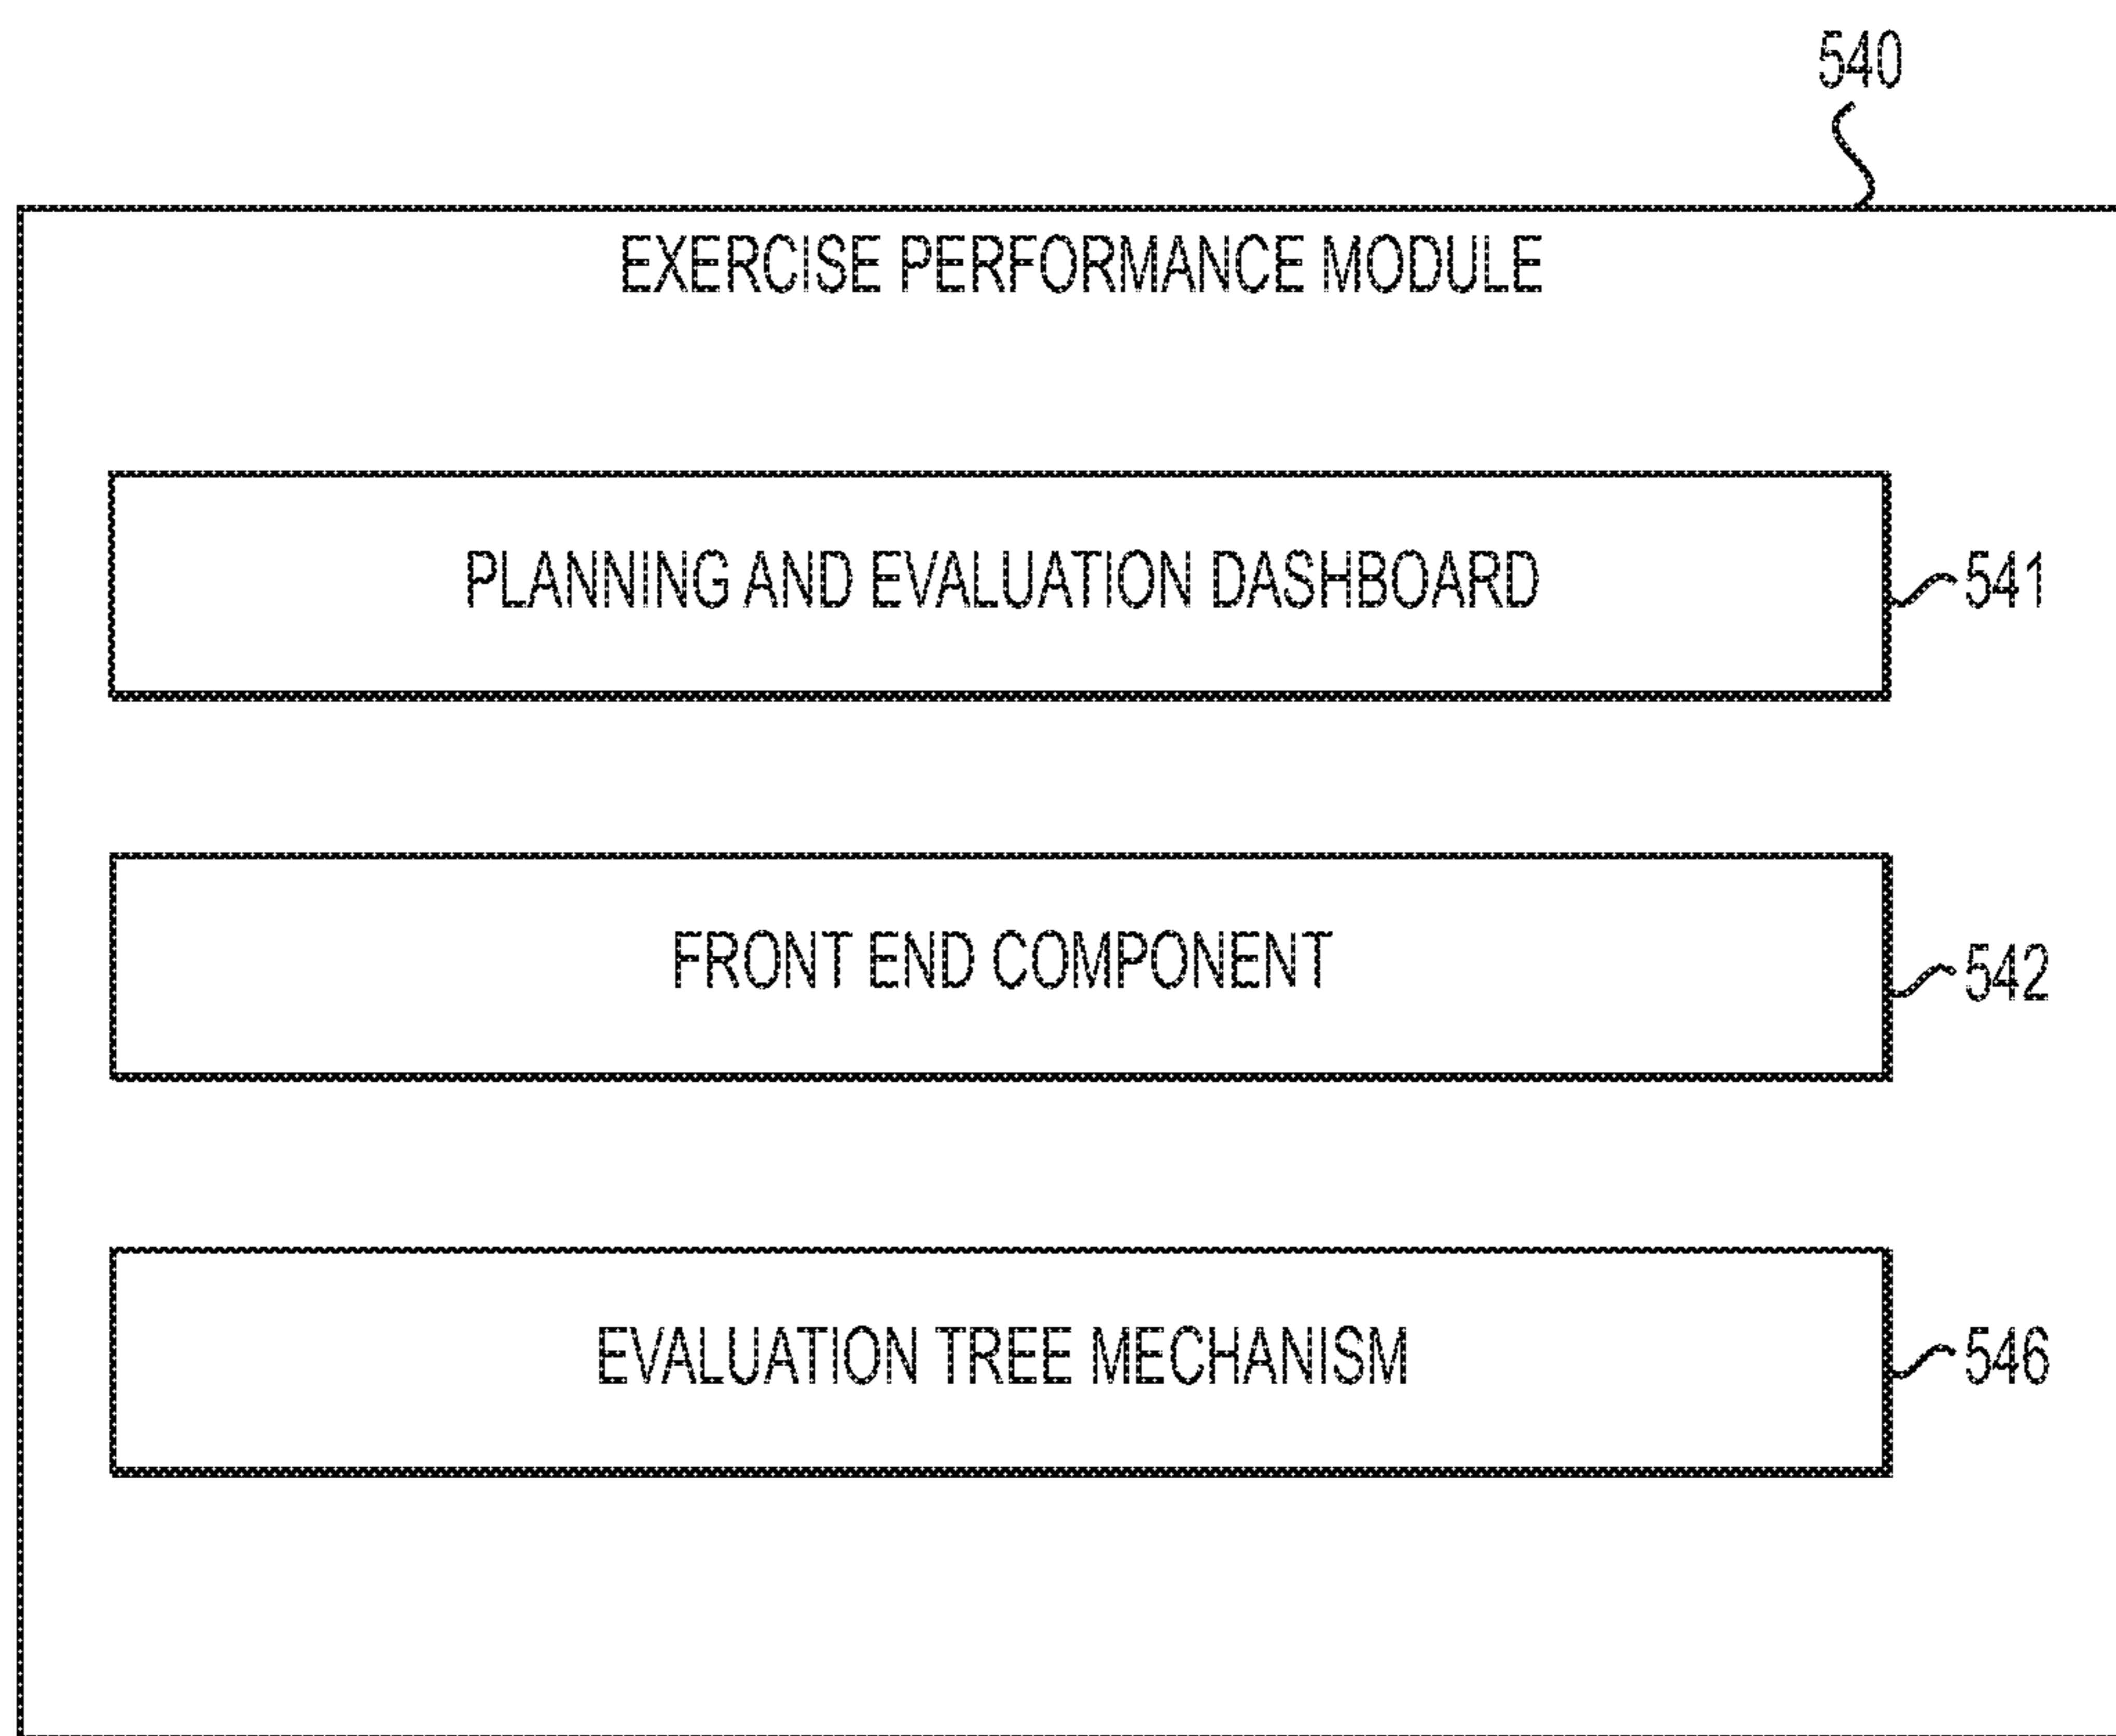 540
EXERCISE PERFORMANCE MODULE
PLANNING AND EVALUATION DASHBOARD
541
FRONT END COMPONENT
542
EVALUATION TREE MECHANISM
546